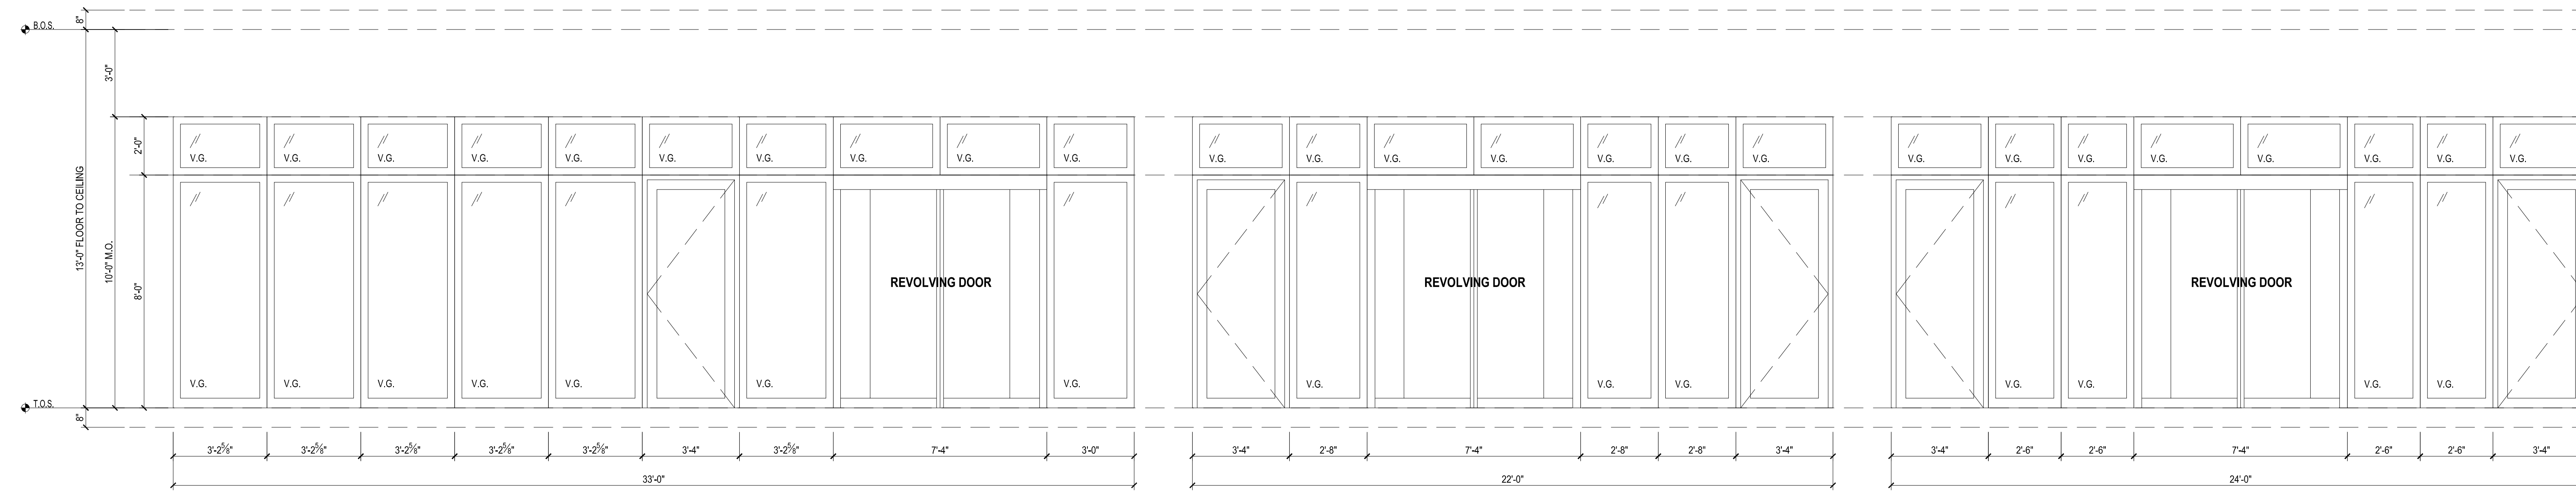 8"
B.O.S.
3'-0"
2'-0"
V.G. V.G. V.G. V.G. V.G. V.G. V.G. V.G. V.G. V.G. V.G. V.G. V.G. V.G. V.G. V.G. V.G. V.G. V.G. V.G. V.G. V.G. V.G. V.G. V.G.
13'-0" FLOOR TO CEILING
10'-0" M.O.
8'-0"
REVOLVING DOOR REVOLVING DOOR REVOLVING DOOR
V.G. V.G. V.G. V.G. V.G. V.G. V.G. V.G. V.G. V.G. V.G. V.G. V.G. V.G.
T.O.S.
8"
3'-2⅝" 3'-2⅝" 3'-2⅝" 3'-2⅝" 3'-2⅝" 3'-4" 3'-2⅝" 7'-4" 3'-0" 3'-4" 2'-8" 7'-4" 2'-8" 2'-8" 3'-4" 3'-4" 2'-6" 2'-6" 7'-4" 2'-6" 2'-6" 3'-4"
33'-0" 22'-0" 24'-0"